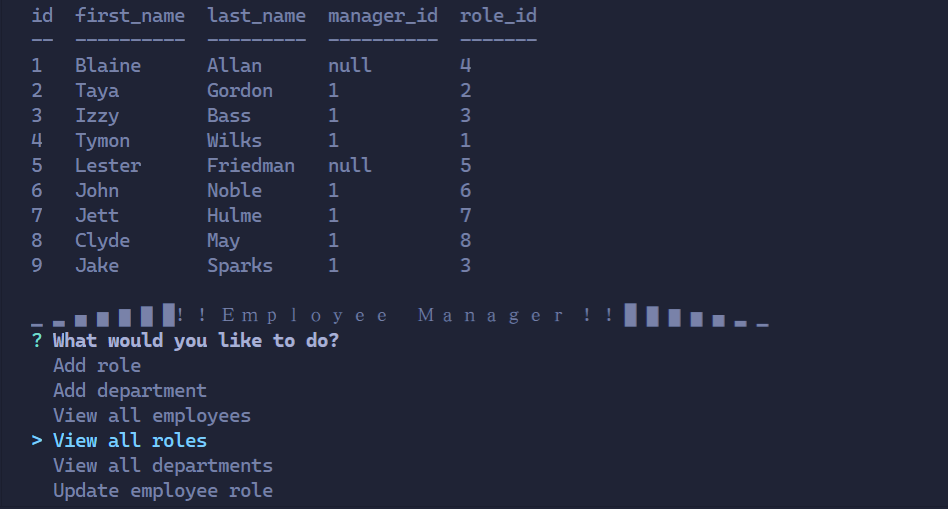 id  first_name  last_name  manager_id  role_id
--  ----------  ---------  ----------  -------
1   Blaine      Allan      null        4
2   Taya        Gordon     1           2
3   Izzy        Bass       1           3
4   Tymon       Wilks      1           1
5   Lester      Friedman   null        5
6   John        Noble      1           6
7   Jett        Hulme      1           7
8   Clyde       May        1           8
9   Jake        Sparks     1           3
▁ ▂ ▄ ▅ ▆ ▇ █!!Employee Manager!!█ ▇ ▆ ▅ ▄ ▂ ▁
? What would you like to do?
  Add role
  Add department
  View all employees
> View all roles
  View all departments
  Update employee role